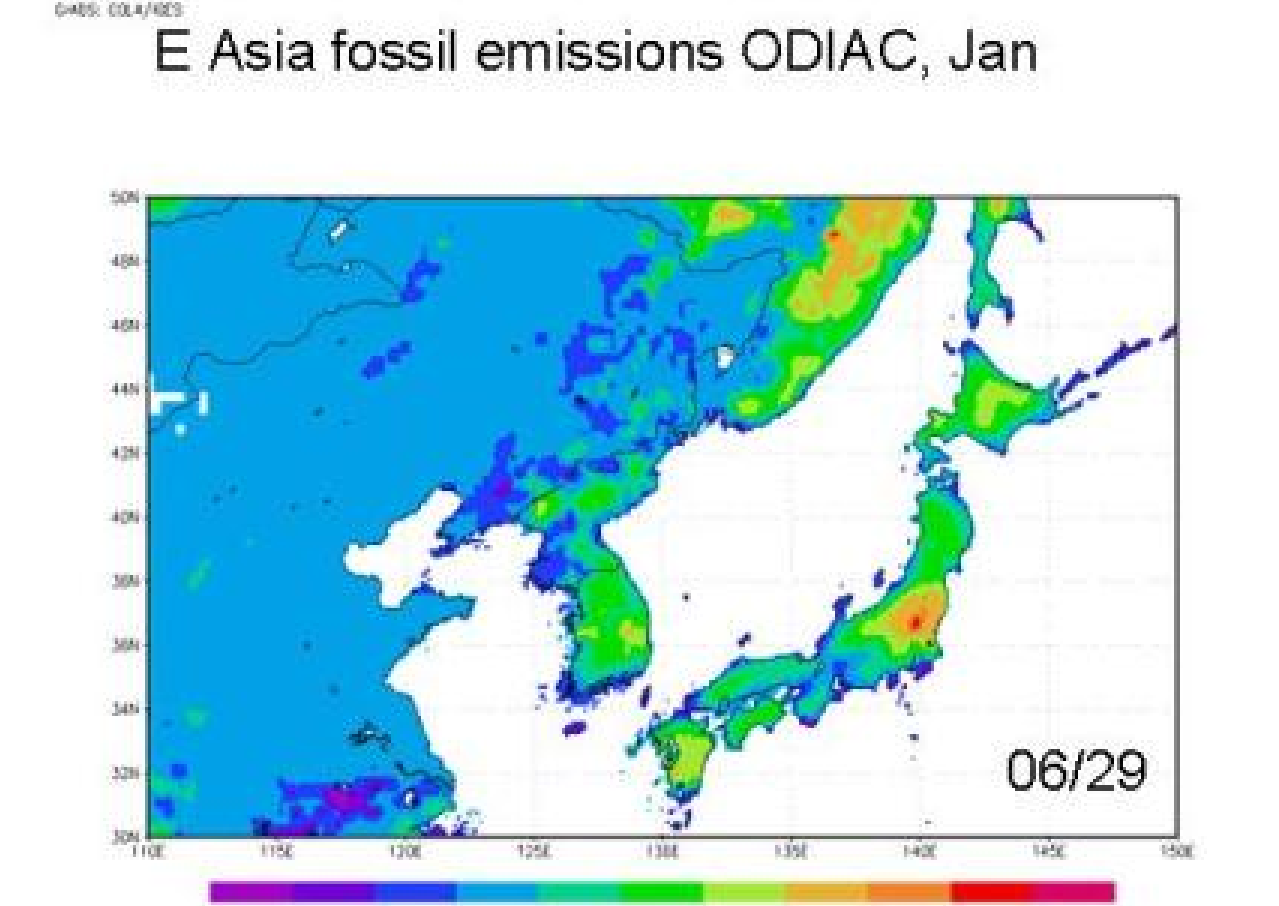 GrADS: COLA/IGES
E Asia fossil emissions ODIAC, Jan
50N
48N
46N
44N
42N
40N
38N
36N
34N
32N
30N
06/29
110E 115E 120E 125E 130E 135E 140E 145E 150E